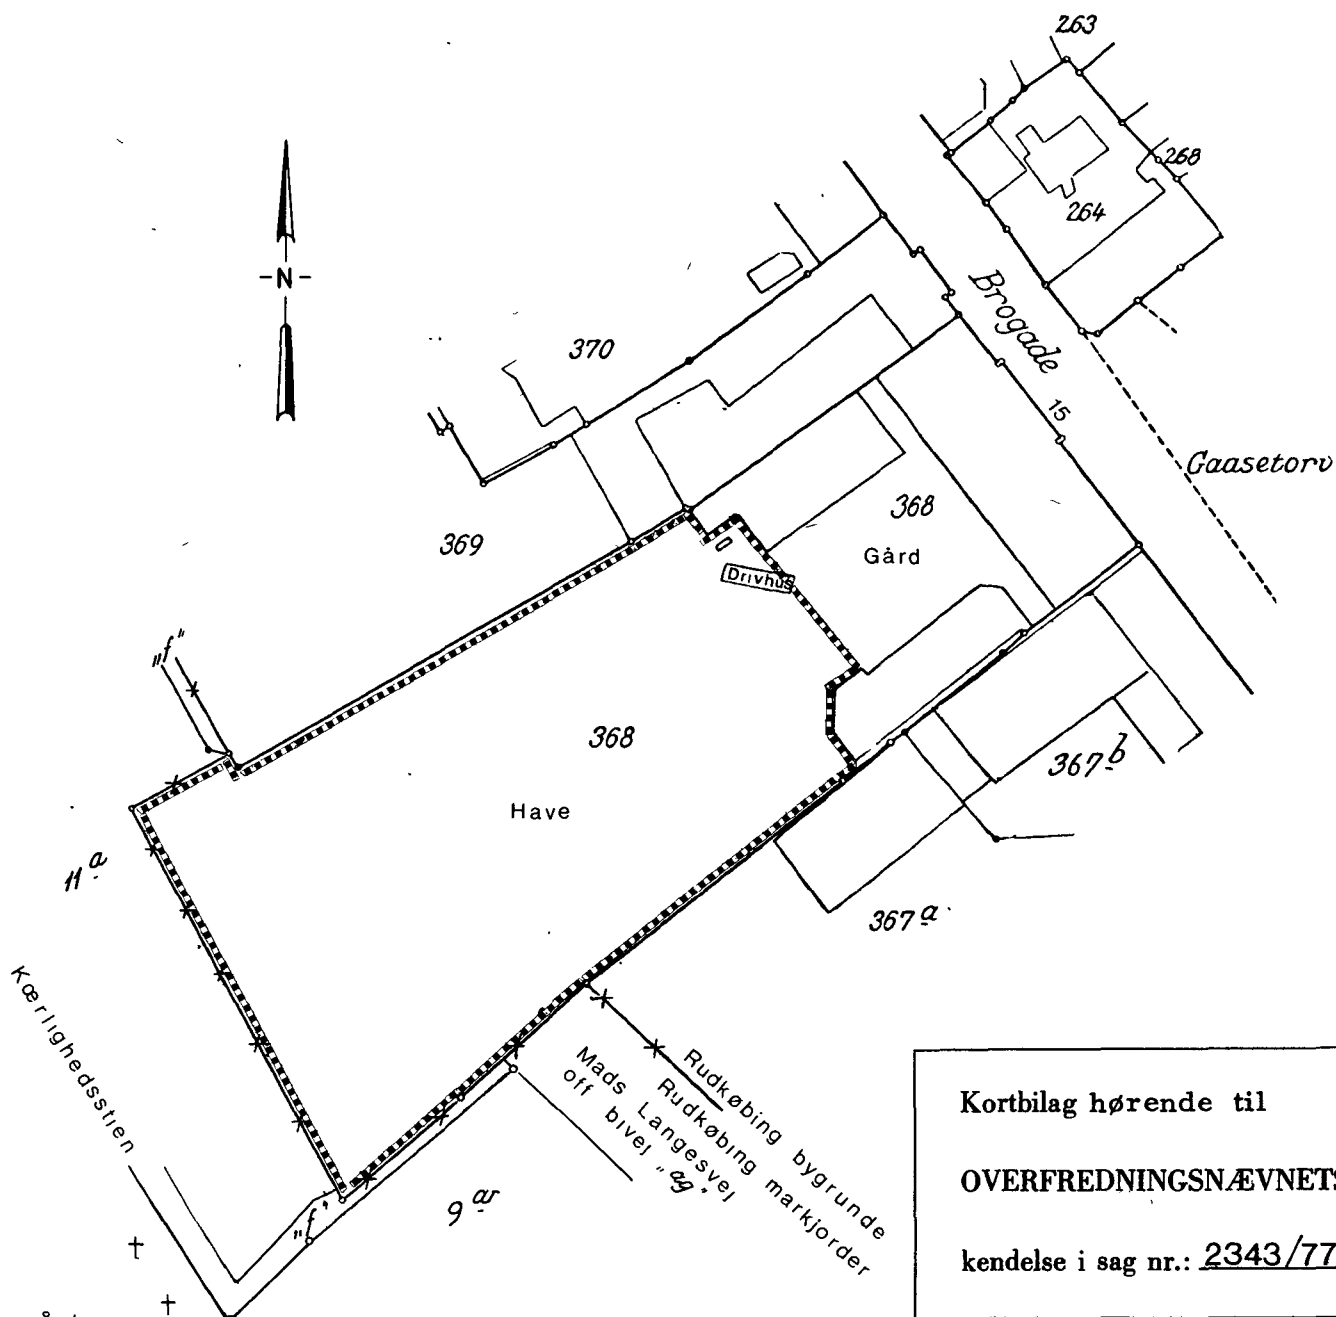 263
268
264
-N-
Brogade
370
15
Gaasetorv
369
368
Gård
Drivhus
"f"
368
Have
367b
11a
367a
Kærlighedsstien
Rudkøbing bygrunde
Rudkøbing markjorder
Mads Langesvej
off bivej "ag"
9ar
"f"
Kortbilag hørende til
OVERFREDNINGSNÆVNETS
kendelse i sag nr.: 2343/77